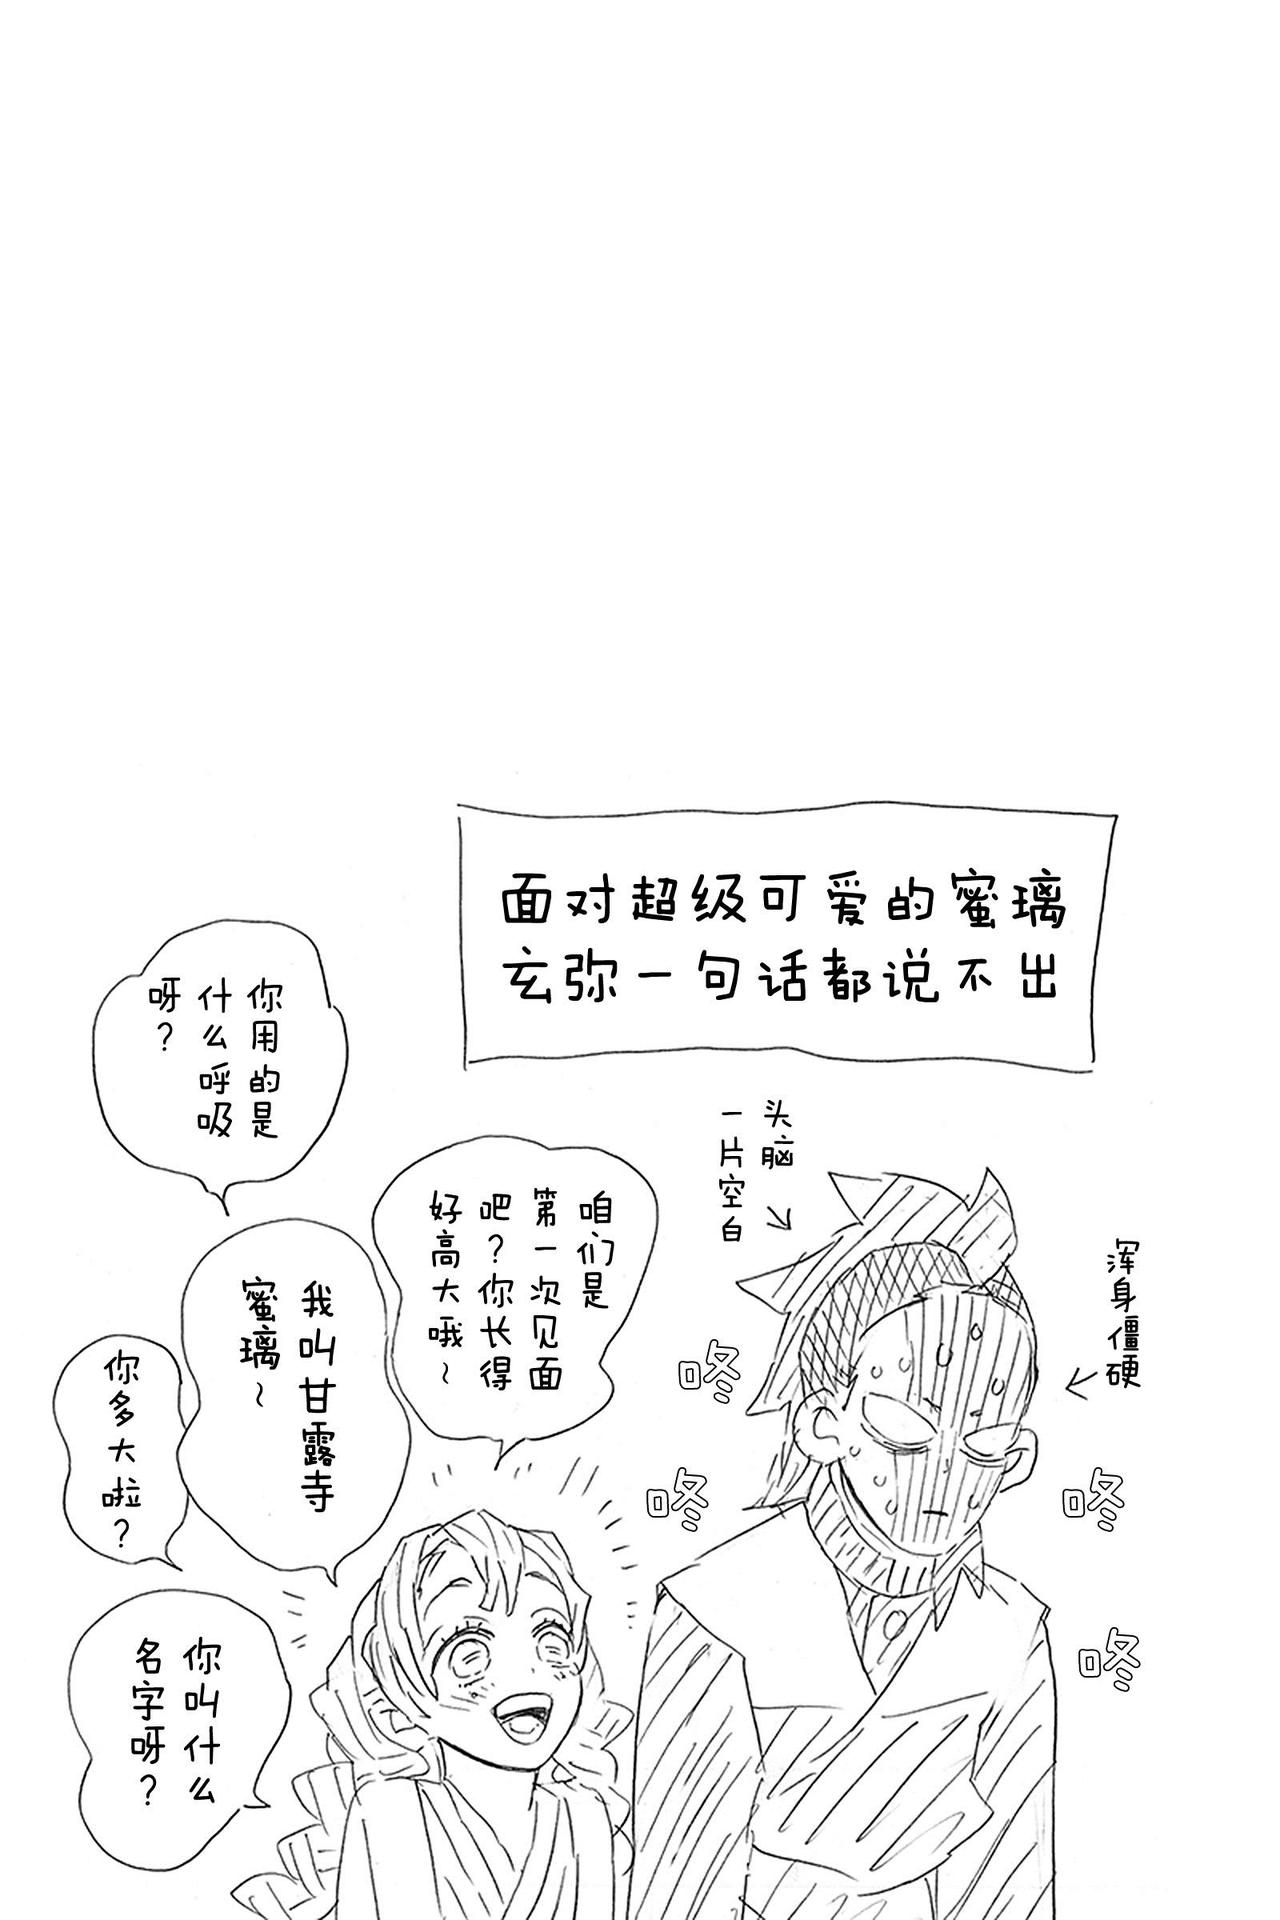 面对超级可爱的蜜璃
玄弥一句话都说不出
头脑
一片空白
浑身僵硬
咚
咚
咚
咚
咱们是
第一次见面
吧？你长得
好高大哦～
你用的是
什么呼吸
呀？
我叫甘露寺
蜜璃～
你多大啦？
你叫什么
名字呀？